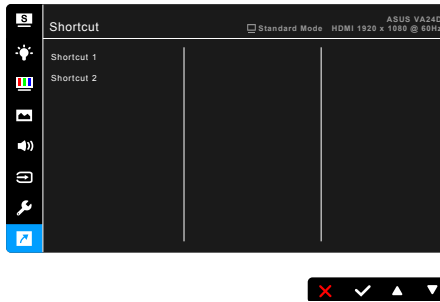 S
Shortcut
ASUS VA24D
Standard Mode HDMI 1920 x 1080 @ 60Hz
Shortcut 1
Shortcut 2